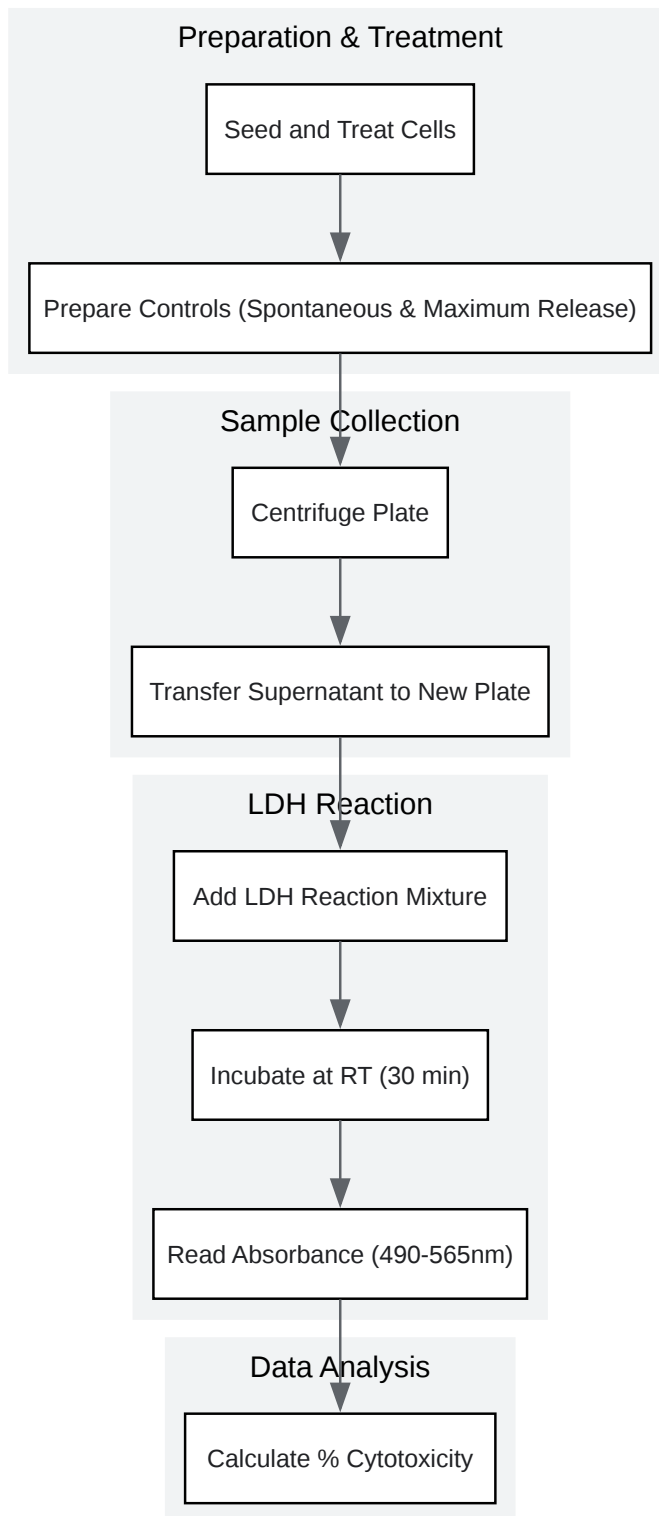 Preparation & Treatment
Seed and Treat Cells
Prepare Controls (Spontaneous & Maximum Release)
Sample Collection
Centrifuge Plate
Transfer Supernatant to New Plate
LDH Reaction
Add LDH Reaction Mixture
Incubate at RT (30 min)
Read Absorbance (490-565nm)
Data Analysis
Calculate % Cytotoxicity